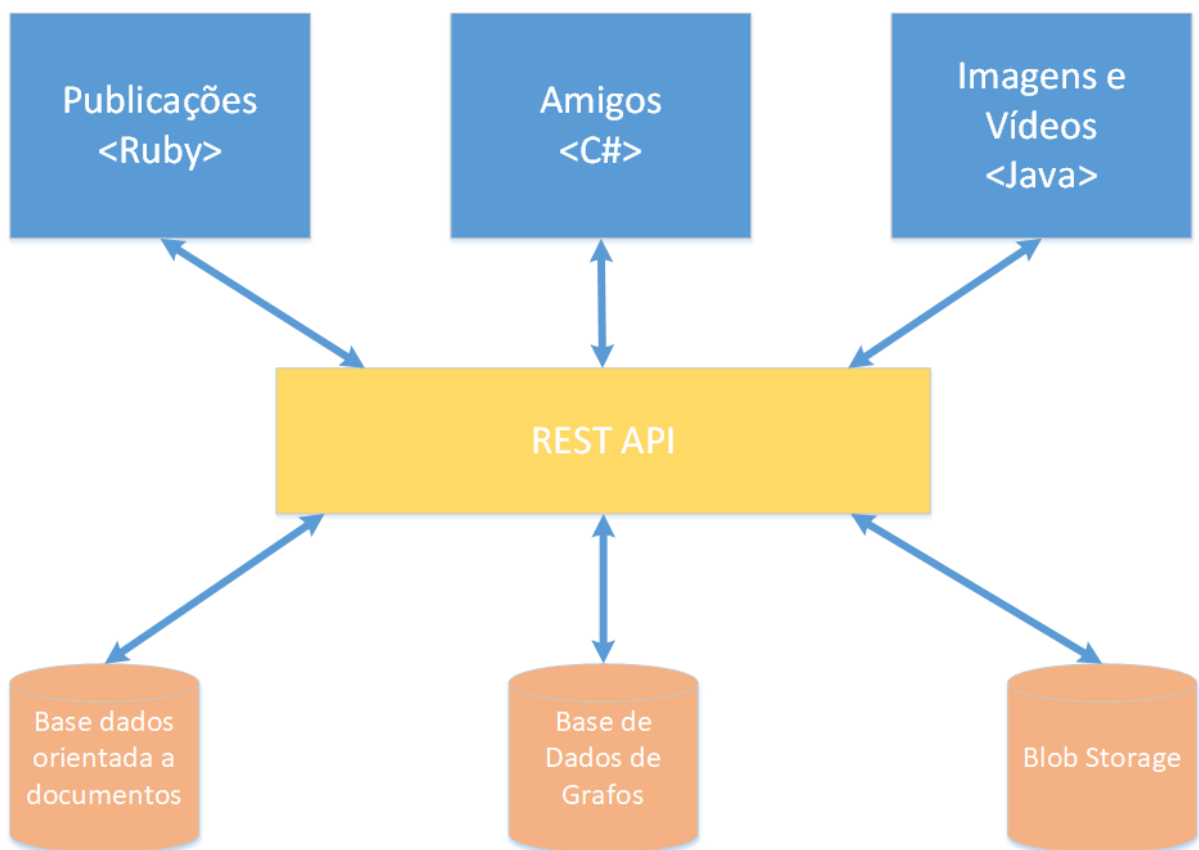 Publicações
<Ruby>
Amigos
<C#>
Imagens e
Vídeos
<Java>
REST API
Base dados
orientada a
documentos
Base de
Dados de
Grafos
Blob Storage